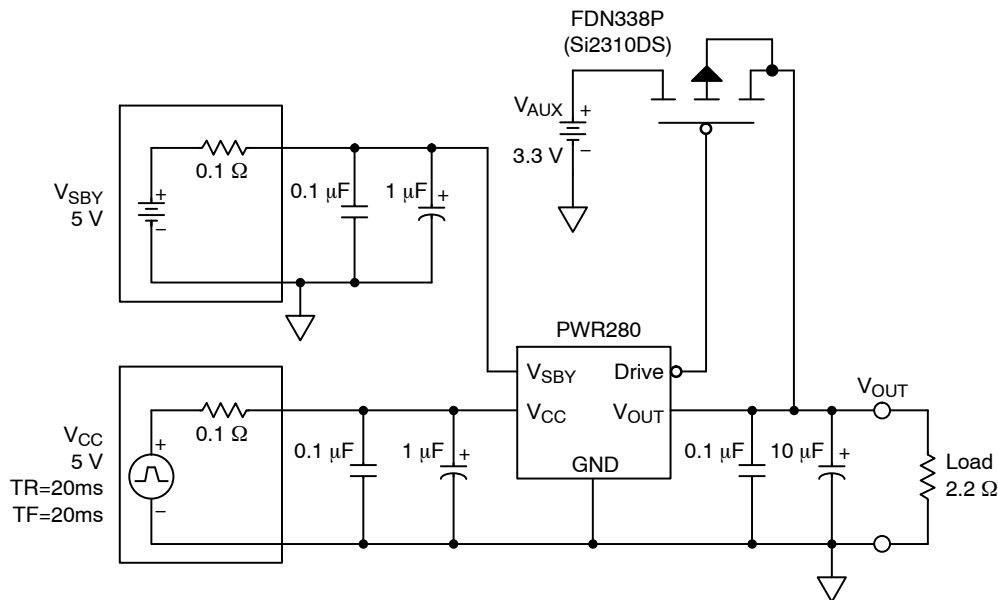 FDN338P
(Si2310DS)
VAUX
+
3.3 V
−
VSBY
5 V
+
−
0.1 Ω
0.1 μF
1 μF
+
PWR280
VSBY
Drive
VCC
VOUT
GND
VCC
5 V
TR=20ms
TF=20ms
+
−
0.1 Ω
0.1 μF
1 μF
+
0.1 μF
10 μF
+
VOUT
Load
2.2 Ω